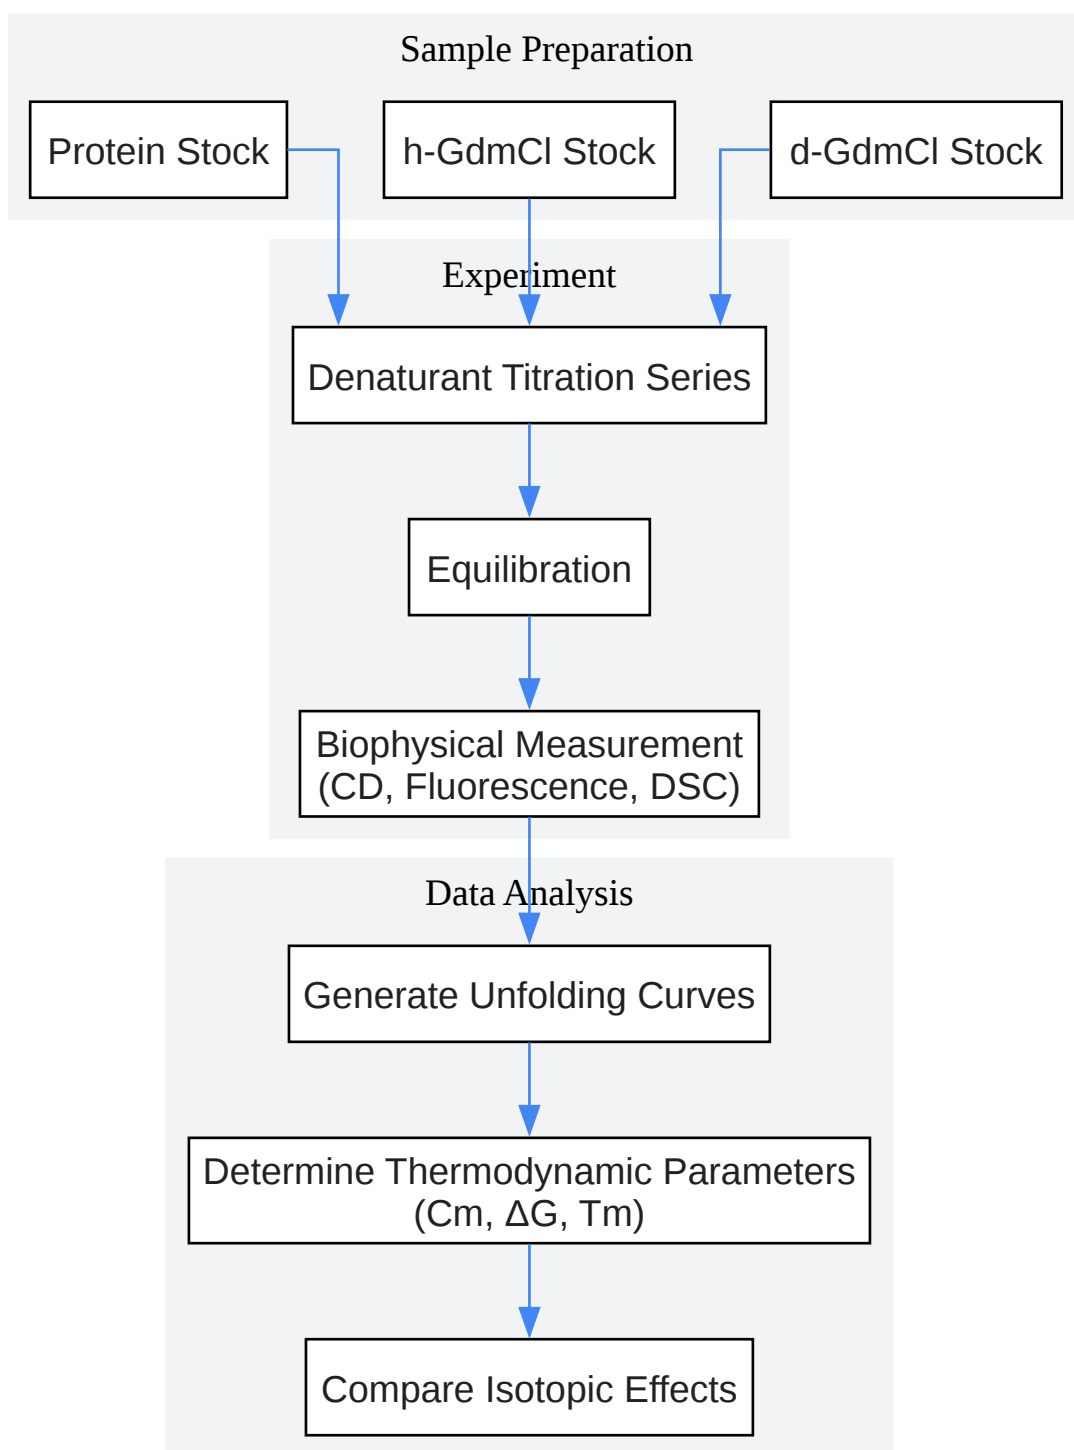 Sample Preparation
Protein Stock
h-GdmCl Stock
d-GdmCl Stock
Experiment
Denaturant Titration Series
Equilibration
Biophysical Measurement
(CD, Fluorescence, DSC)
Data Analysis
Generate Unfolding Curves
Determine Thermodynamic Parameters
(Cm, ΔG, Tm)
Compare Isotopic Effects